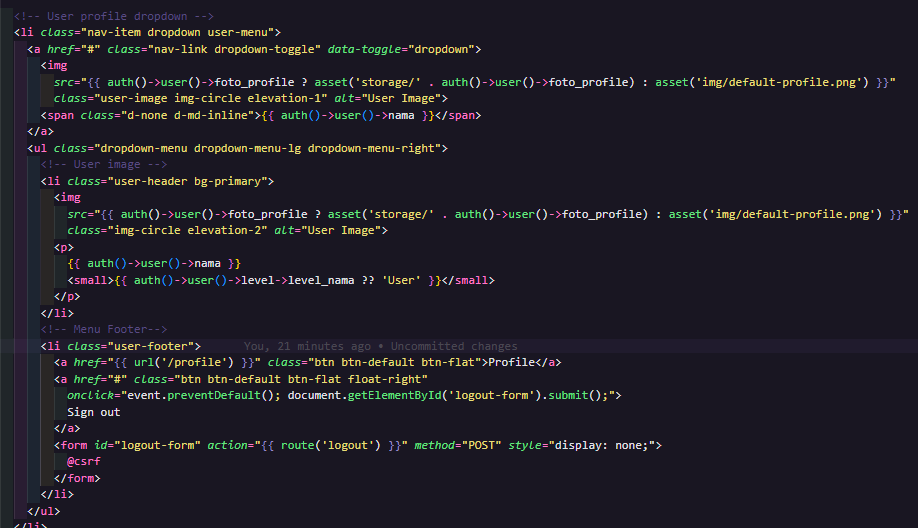 <!-- User profile dropdown -->
<li class="nav-item dropdown user-menu">
<a href="#" class="nav-link dropdown-toggle" data-toggle="dropdown">
<img
src="{{ auth()->user()->foto_profile ? asset('storage/' . auth()->user()->foto_profile) : asset('img/default-profile.png') }}"
class="user-image img-circle elevation-1" alt="User Image">
<span class="d-none d-md-inline">{{ auth()->user()->nama }}</span>
</a>
<ul class="dropdown-menu dropdown-menu-lg dropdown-menu-right">
<!-- User image -->
<li class="user-header bg-primary">
<img
src="{{ auth()->user()->foto_profile ? asset('storage/' . auth()->user()->foto_profile) : asset('img/default-profile.png') }}"
class="img-circle elevation-2" alt="User Image">
<p>
{{ auth()->user()->nama }}
<small>{{ auth()->user()->level->level_nama ?? 'User' }}</small>
</p>
</li>
<!-- Menu Footer-->
<li class="user-footer"> You, 21 minutes ago • Uncommitted changes
<a href="{{ url('/profile') }}" class="btn btn-default btn-flat">Profile</a>
<a href="#" class="btn btn-default btn-flat float-right"
onclick="event.preventDefault(); document.getElementById('logout-form').submit();">
Sign out
</a>
<form id="logout-form" action="{{ route('logout') }}" method="POST" style="display: none;">
@csrf
</form>
</li>
</ul>
</li>